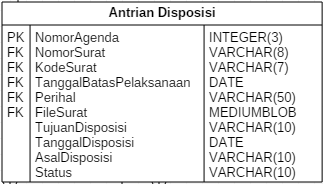 Antrian Disposisi
PK NomorAgenda INTEGER(3)
FK NomorSurat VARCHAR(8)
FK KodeSurat VARCHAR(7)
FK TanggalBatasPelaksanaan DATE
FK Perihal VARCHAR(50)
FK FileSurat MEDIUMBLOB
TujuanDisposisi VARCHAR(10)
TanggalDisposisi DATE
AsalDisposisi VARCHAR(10)
Status VARCHAR(10)